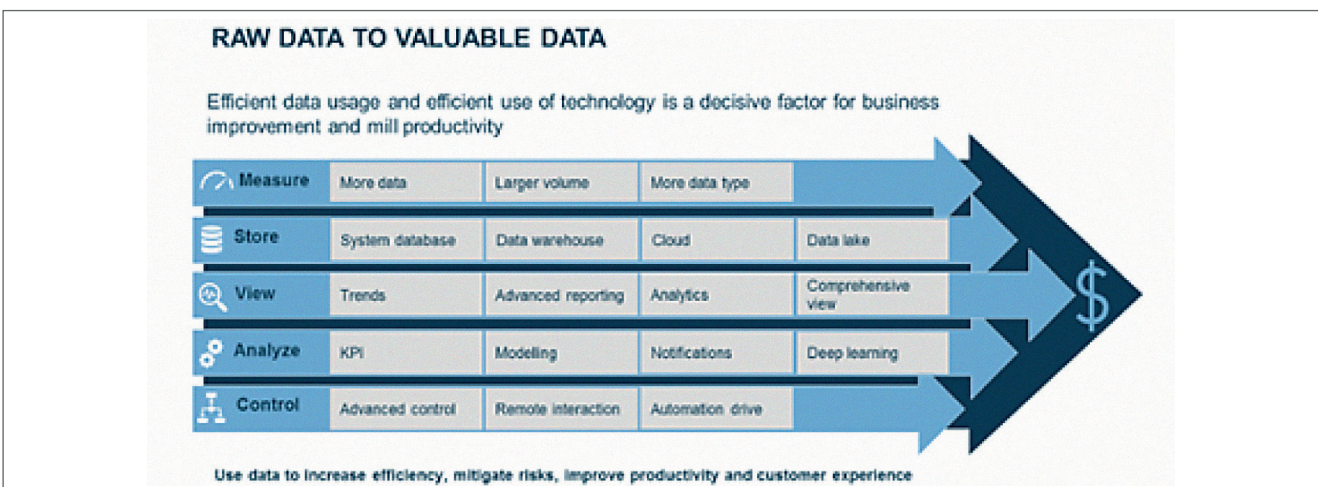 RAW DATA TO VALUABLE DATA
Efficient data usage and efficient use of technology is a decisive factor for business
improvement and mill productivity
Measure More data Larger volume More data type
Store System database Data warehouse Cloud Data lake
View Trends Advanced reporting Analytics Comprehensive
view
$
Analyze KPI Modelling Notifications Deep learning
Control Advanced control Remote interaction Automation drive
Use data to increase efficiency, mitigate risks, improve productivity and customer experience